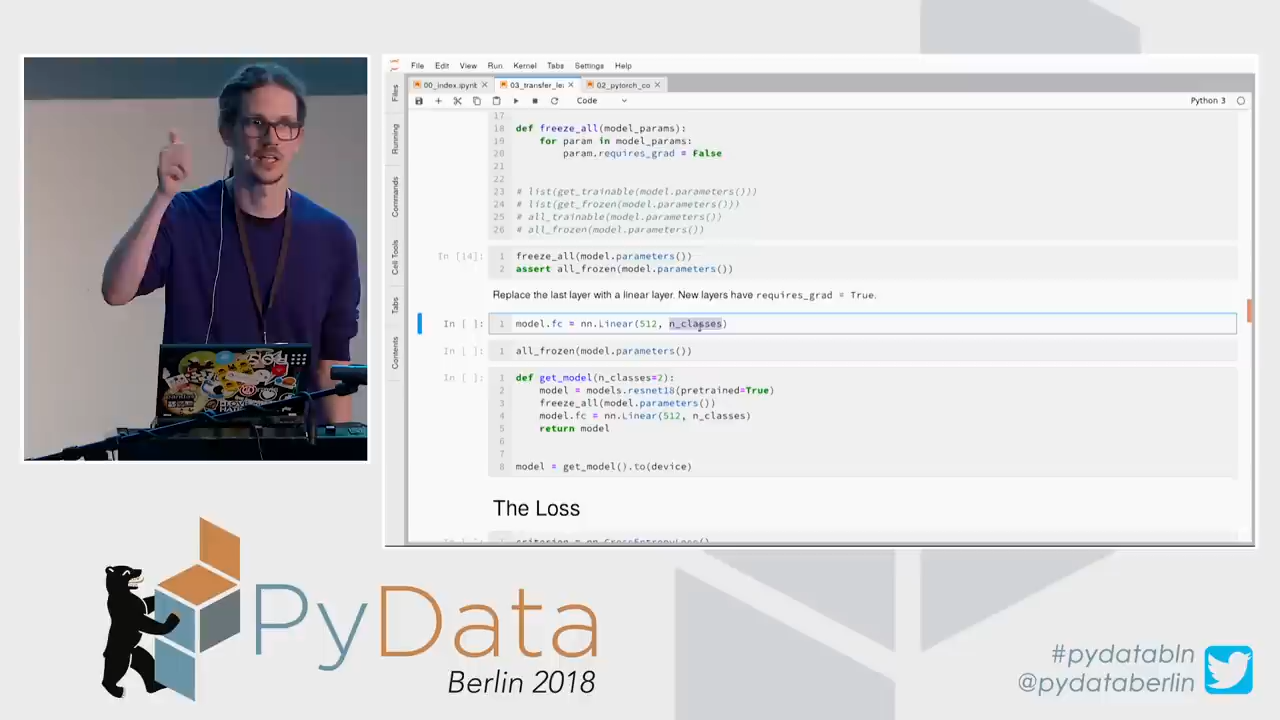 File Edit View Run Kernel Tabs Settings Help
00_index.ipynt × 03_transfer_lea × 02_pytorch_co ×
Code Python 3
Files
Running
Commands
Cell Tools
Tabs
Contents
17
18 def freeze_all(model_params):
19 for param in model_params:
20 param.requires_grad = False
21
22
23 # list(get_trainable(model.parameters()))
24 # list(get_frozen(model.parameters()))
25 # all_trainable(model.parameters())
26 # all_frozen(model.parameters())
In [14]: 1 freeze_all(model.parameters())
2 assert all_frozen(model.parameters())
Replace the last layer with a linear layer. New layers have requires_grad = True.
In [ ]: 1 model.fc = nn.Linear(512, n_classes)
In [ ]: 1 all_frozen(model.parameters())
In [ ]: 1 def get_model(n_classes=2):
2 model = models.resnet18(pretrained=True)
3 freeze_all(model.parameters())
4 model.fc = nn.Linear(512, n_classes)
5 return model
6
7
8 model = get_model().to(device)
The Loss
criterion = nn.CrossEntropyLoss()
PyData
Berlin 2018
#pydatabln
@pydataberlin